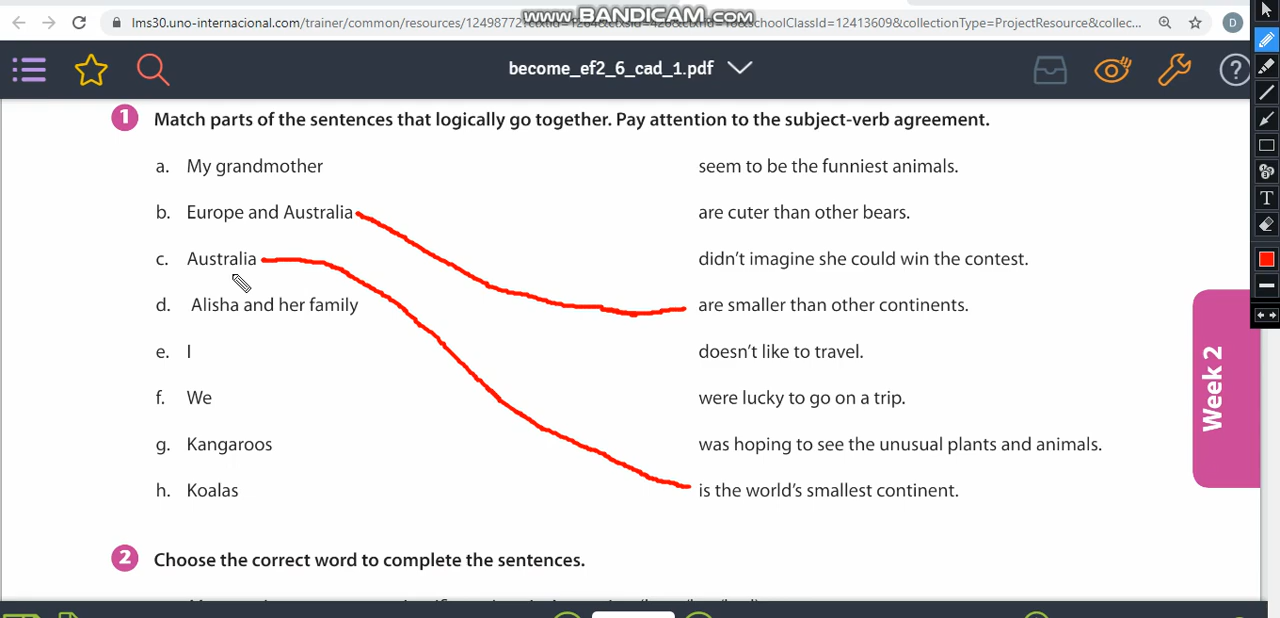 www.BANDICAM.com
lms30.uno-internacional.com/trainer/common/resources/12498772
schoolClassId=12413609&collectionType=ProjectResource&collec...
D
become_ef2_6_cad_1.pdf
1 Match parts of the sentences that logically go together. Pay attention to the subject-verb agreement.
a. My grandmother seem to be the funniest animals.
b. Europe and Australia are cuter than other bears.
c. Australia didn't imagine she could win the contest.
d. Alisha and her family are smaller than other continents.
e. I doesn't like to travel.
f. We were lucky to go on a trip.
g. Kangaroos was hoping to see the unusual plants and animals.
h. Koalas is the world's smallest continent.
Week 2
2 Choose the correct word to complete the sentences.